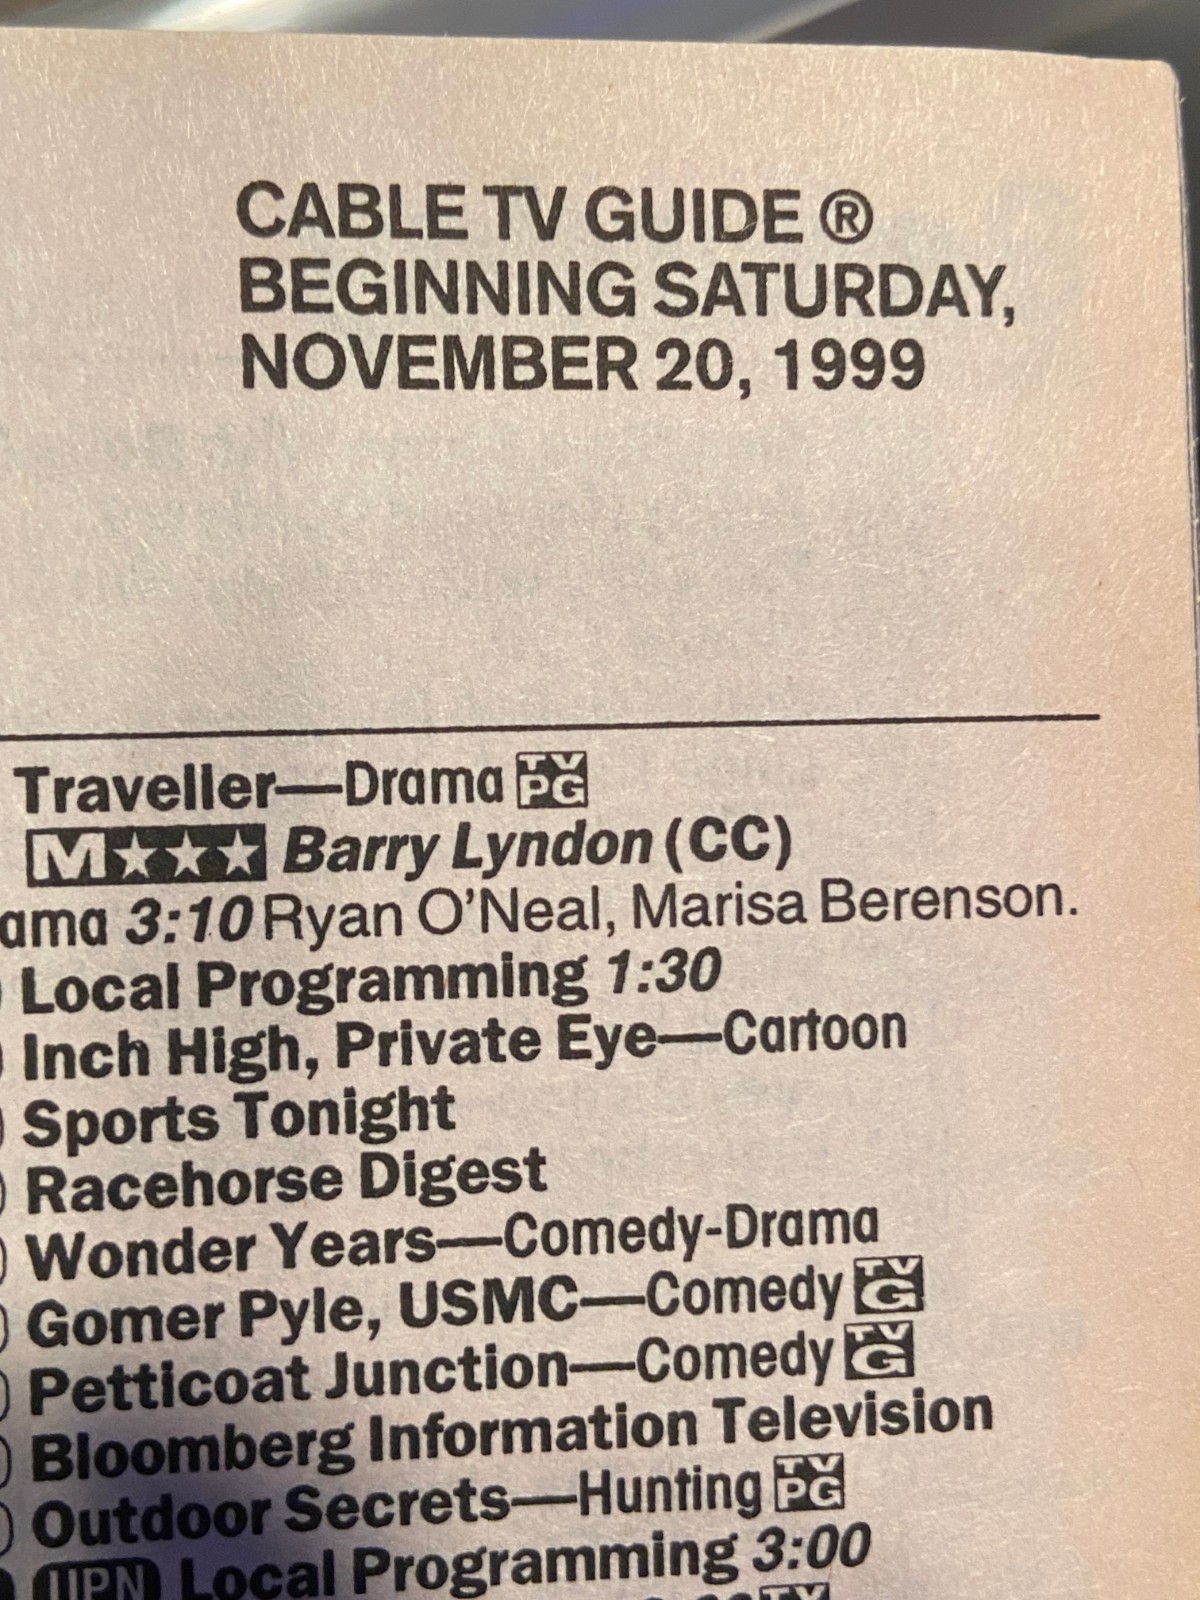 CABLE TV GUIDE ®
BEGINNING SATURDAY,
NOVEMBER 20, 1999
Traveller—Drama TV PG
M★★★ Barry Lyndon (CC)
ama 3:10 Ryan O'Neal, Marisa Berenson.
Local Programming 1:30
Inch High, Private Eye—Cartoon
Sports Tonight
Racehorse Digest
Wonder Years—Comedy-Drama
Gomer Pyle, USMC—Comedy TV G
Petticoat Junction—Comedy TV G
Bloomberg Information Television
Outdoor Secrets—Hunting TV PG
UPN Local Programming 3:00
TV